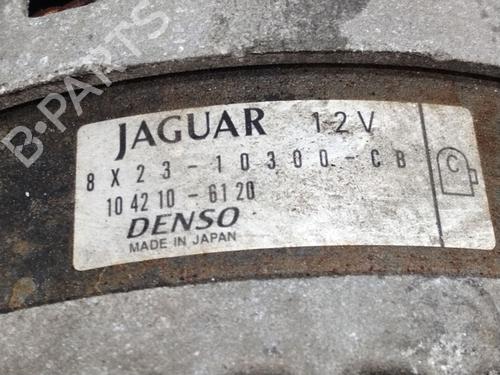 B-PARTS
JAGUAR 12V
8X23-10300-CB
C
104210-6120
DENSO
MADE IN JAPAN